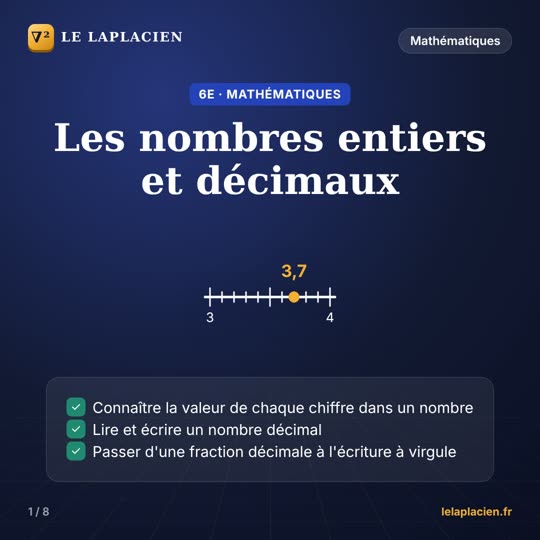 ∇² LE LAPLACIEN
Mathématiques
6E · MATHÉMATIQUES
Les nombres entiers
et décimaux
3,7
3 4
Connaître la valeur de chaque chiffre dans un nombre
Lire et écrire un nombre décimal
Passer d'une fraction décimale à l'écriture à virgule
1 / 8
lelaplacien.fr